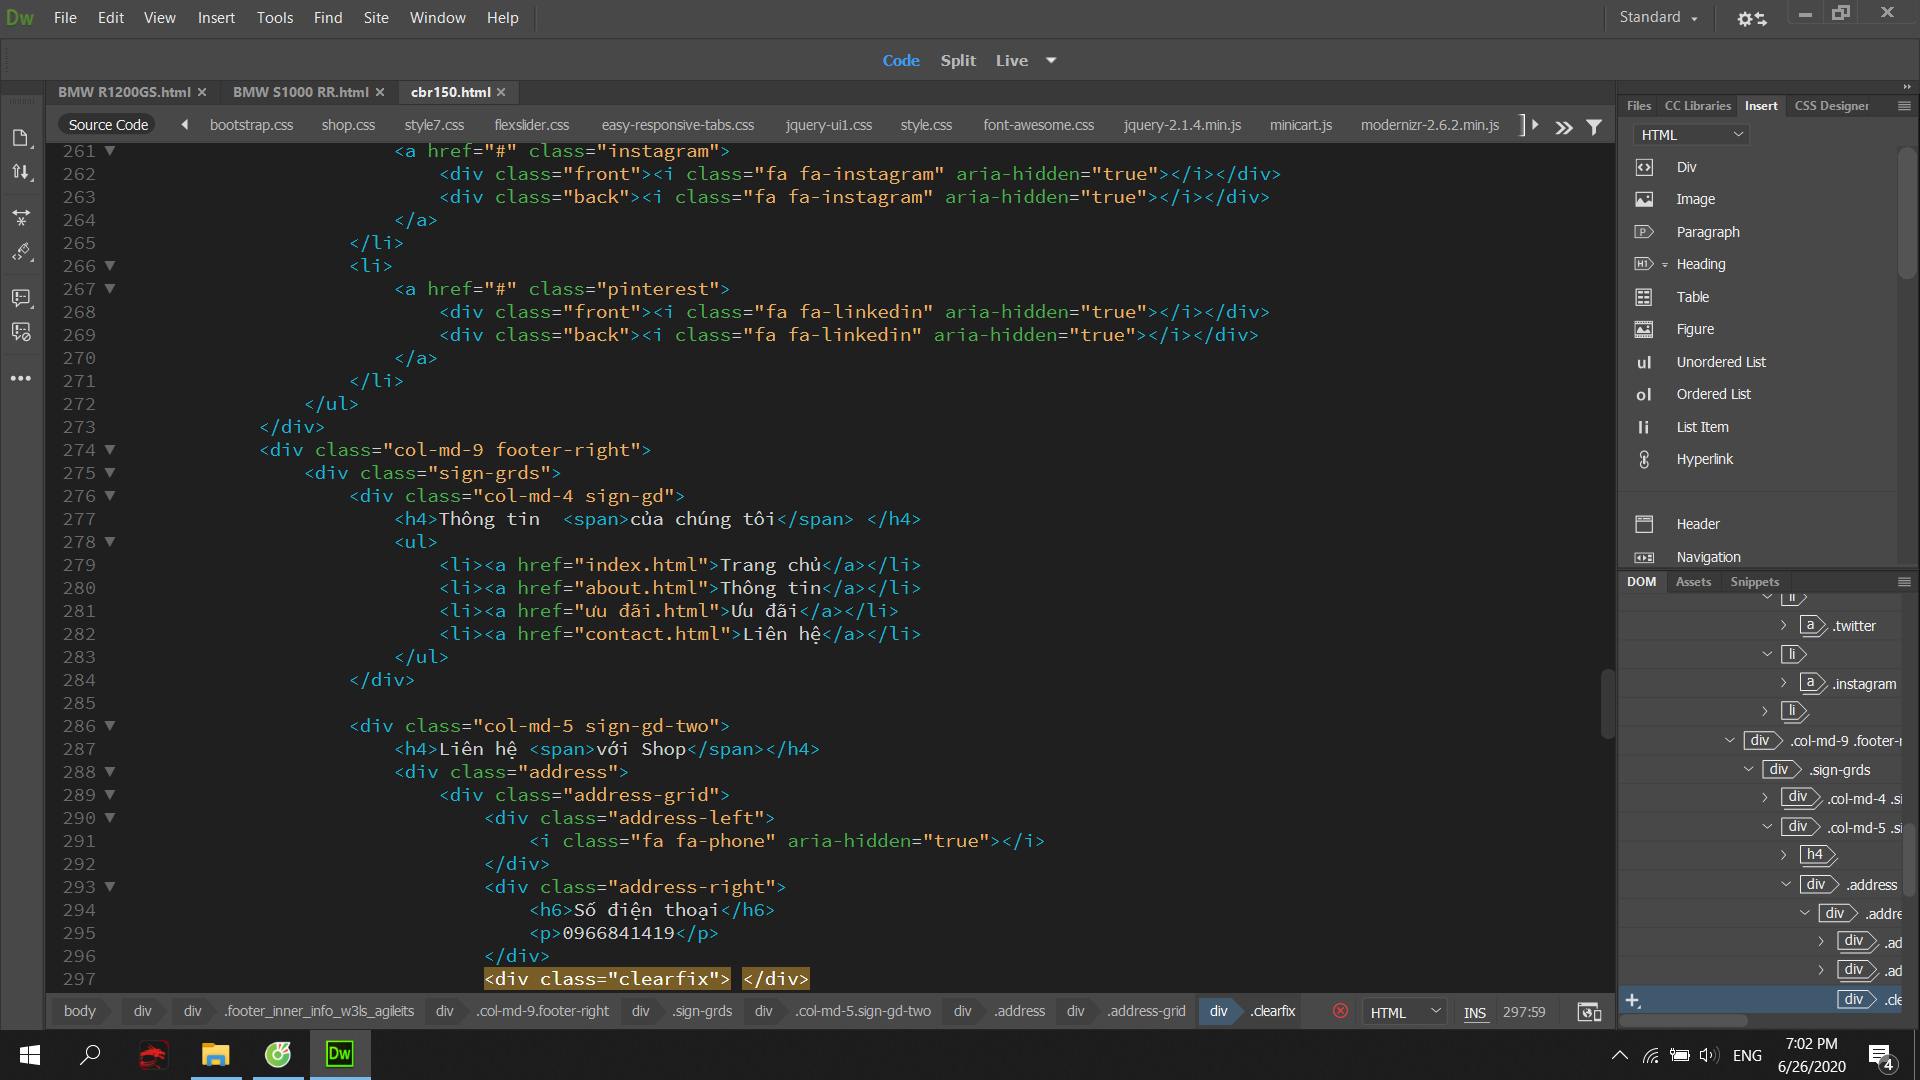 Dw File Edit View Insert Tools Find Site Window Help Standard
Code Split Live
BMW R1200GS.html BMW S1000 RR.html cbr150.html
Source Code bootstrap.css shop.css style7.css flexslider.css easy-responsive-tabs.css jquery-ui1.css style.css font-awesome.css jquery-2.1.4.min.js minicart.js modernizr-2.6.2.min.js
261 <a href="#" class="instagram">
262 <div class="front"><i class="fa fa-instagram" aria-hidden="true"></i></div>
263 <div class="back"><i class="fa fa-instagram" aria-hidden="true"></i></div>
264 </a>
265 </li>
266 <li>
267 <a href="#" class="pinterest">
268 <div class="front"><i class="fa fa-linkedin" aria-hidden="true"></i></div>
269 <div class="back"><i class="fa fa-linkedin" aria-hidden="true"></i></div>
270 </a>
271 </li>
272 </ul>
273 </div>
274 <div class="col-md-9 footer-right">
275 <div class="sign-grds">
276 <div class="col-md-4 sign-gd">
277 <h4>Thông tin  <span>của chúng tôi</span> </h4>
278 <ul>
279 <li><a href="index.html">Trang chủ</a></li>
280 <li><a href="about.html">Thông tin</a></li>
281 <li><a href="ưu đãi.html">Ưu đãi</a></li>
282 <li><a href="contact.html">Liên hệ</a></li>
283 </ul>
284 </div>
285
286 <div class="col-md-5 sign-gd-two">
287 <h4>Liên hệ <span>với Shop</span></h4>
288 <div class="address">
289 <div class="address-grid">
290 <div class="address-left">
291 <i class="fa fa-phone" aria-hidden="true"></i>
292 </div>
293 <div class="address-right">
294 <h6>Số điện thoại</h6>
295 <p>0966841419</p>
296 </div>
297 <div class="clearfix"> </div>
body div div .footer_inner_info_w3ls_agileits div .col-md-9.footer-right div .sign-grds div .col-md-5.sign-gd-two div .address div .address-grid div .clearfix HTML INS 297:59
Files CC Libraries Insert CSS Designer
HTML
Div
Image
P Paragraph
H1 Heading
Table
Figure
ul Unordered List
ol Ordered List
li List Item
Hyperlink
Header
Navigation
DOM Assets Snippets
li
a .twitter
li
a .instagram
li
div .col-md-9 .footer-r
div .sign-grds
div .col-md-4 .si
div .col-md-5 .si
h4
div .address
div .addre
div .ad
div .ad
div .cle
Dw ENG 7:02 PM
6/26/2020 4